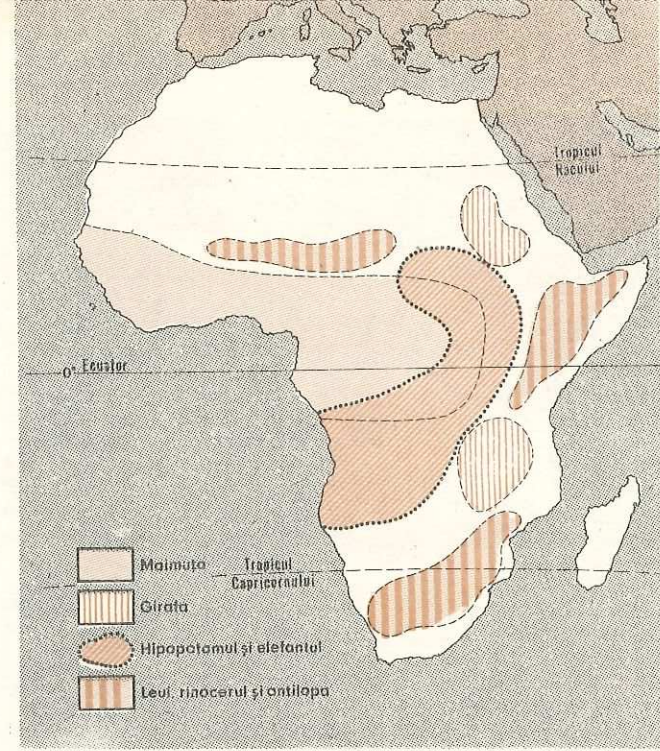 Tropicul
Racului
0° Ecuator
Maimuța
Tropicul
Capricornului
Girafa
Hipopotamul și elefantul
Leul, rinocerul și antilopa